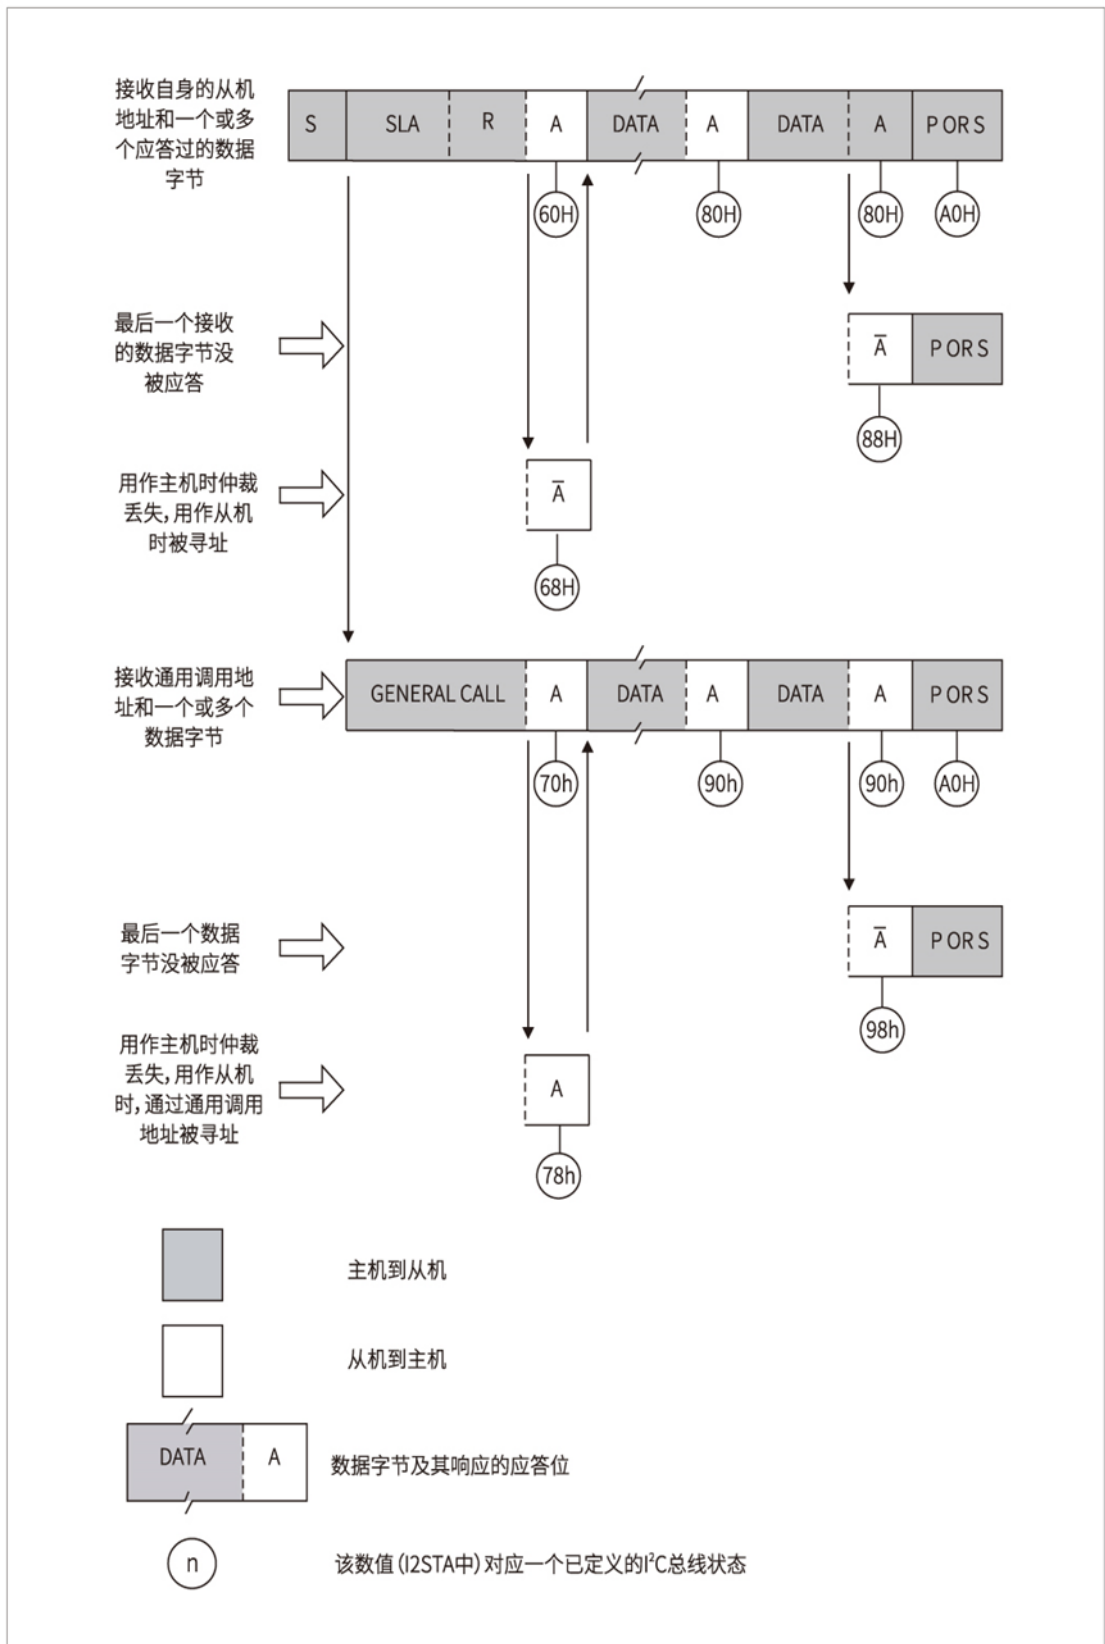 接收自身的从机
地址和一个或多
个应答过的数据
字节
S SLA R A DATA A DATA A P OR S
60H 80H 80H A0H
最后一个接收
的数据字节没
被应答
A̅ P OR S
88H
用作主机时仲裁
丢失,用作从机
时被寻址
A̅
68H
接收通用调用地
址和一个或多个
数据字节
GENERAL CALL A DATA A DATA A P OR S
70h 90h 90h A0H
最后一个数据
字节没被应答
A̅ P OR S
98h
用作主机时仲裁
丢失,用作从机
时,通过通用调用
地址被寻址
A
78h
主机到从机
从机到主机
DATA A
数据字节及其响应的应答位
n
该数值(I2STA中)对应一个已定义的I²C总线状态